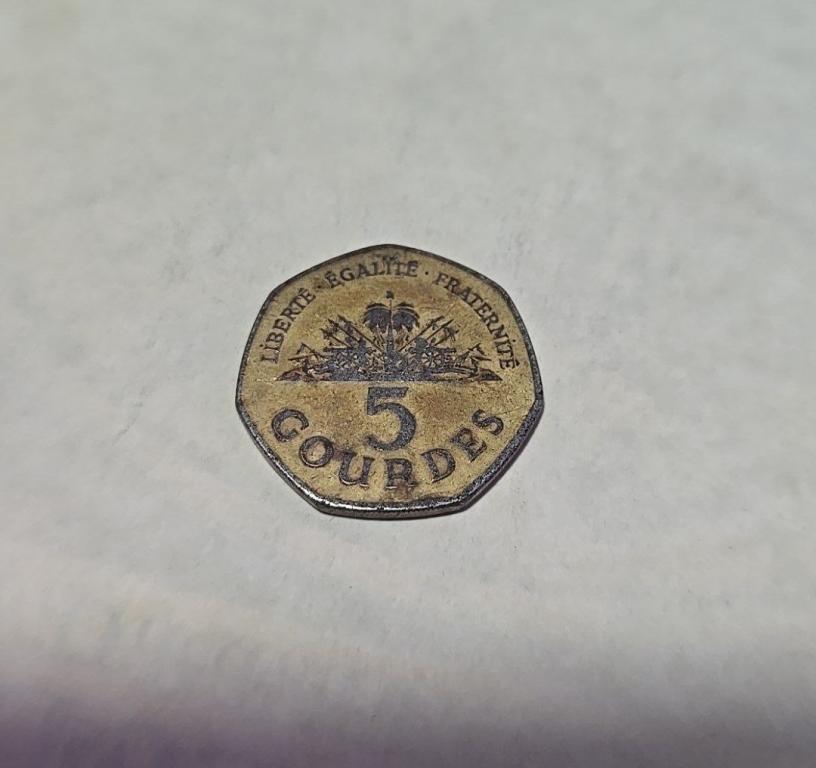 LIBERTÉ · ÉGALITÉ · FRATERNITÉ
5
GOURDES